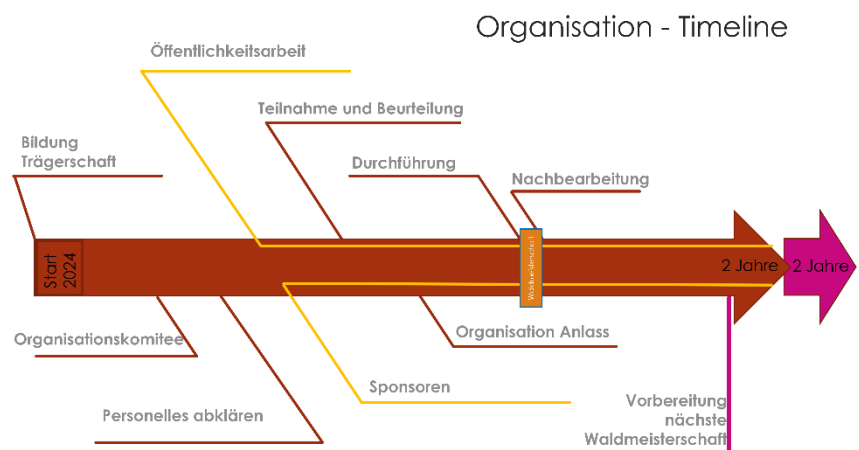 Organisation - Timeline
Öffentlichkeitsarbeit
Teilnahme und Beurteilung
Bildung
Trägerschaft
Durchführung
Nachbearbeitung
Start
2024
Waldmeisterschaft
2 Jahre
2 Jahre
Organisationskomitee
Organisation Anlass
Sponsoren
Personelles abklären
Vorbereitung
nächste
Waldmeisterschaft